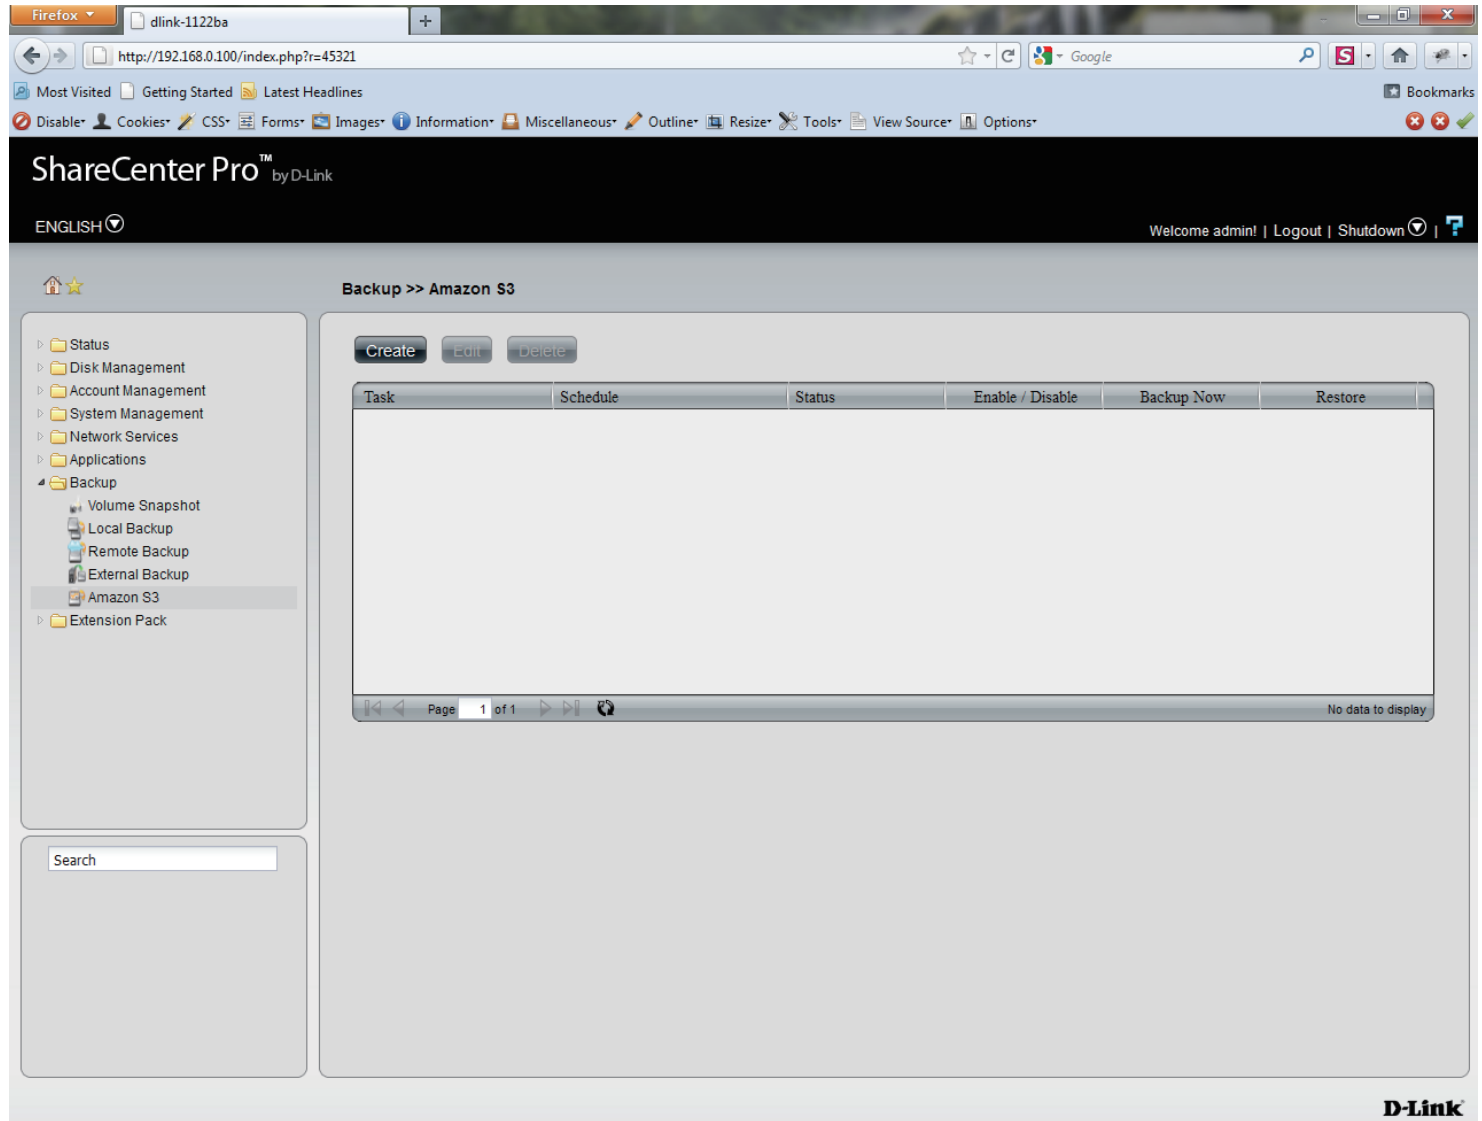 Firefox
dlink-1122ba
http://192.168.0.100/index.php?r=45321
Google
Most Visited Getting Started Latest Headlines
Bookmarks
Disable Cookies CSS Forms Images Information Miscellaneous Outline Resize Tools View Source Options
ShareCenter Pro™ by D-Link
ENGLISH
Welcome admin! | Logout | Shutdown | ?
Backup >> Amazon S3
Status
Disk Management
Account Management
System Management
Network Services
Applications
Backup
Volume Snapshot
Local Backup
Remote Backup
External Backup
Amazon S3
Extension Pack
Search
Create Edit Delete
Task Schedule Status Enable / Disable Backup Now Restore
Page 1 of 1
No data to display
D-Link